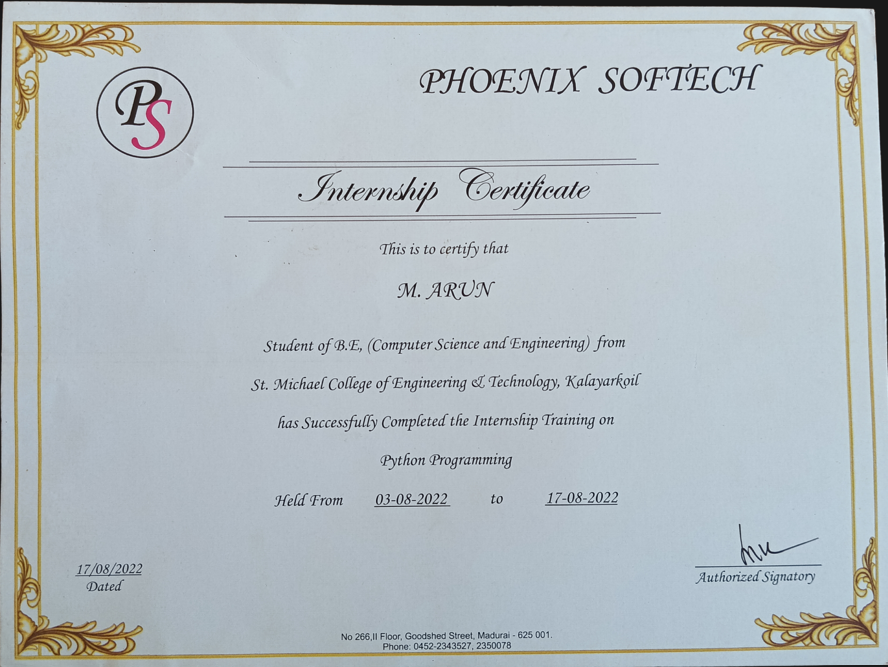 PS
PHOENIX SOFTECH
Internship Certificate
This is to certify that
M. ARUN
Student of B.E, (Computer Science and Engineering) from
St. Michael College of Engineering & Technology, Kalayarkoil
has Successfully Completed the Internship Training on
Python Programming
Held From 03-08-2022 to 17-08-2022
17/08/2022
Dated
Authorized Signatory
No 266,II Floor, Goodshed Street, Madurai - 625 001.
Phone: 0452-2343527, 2350078